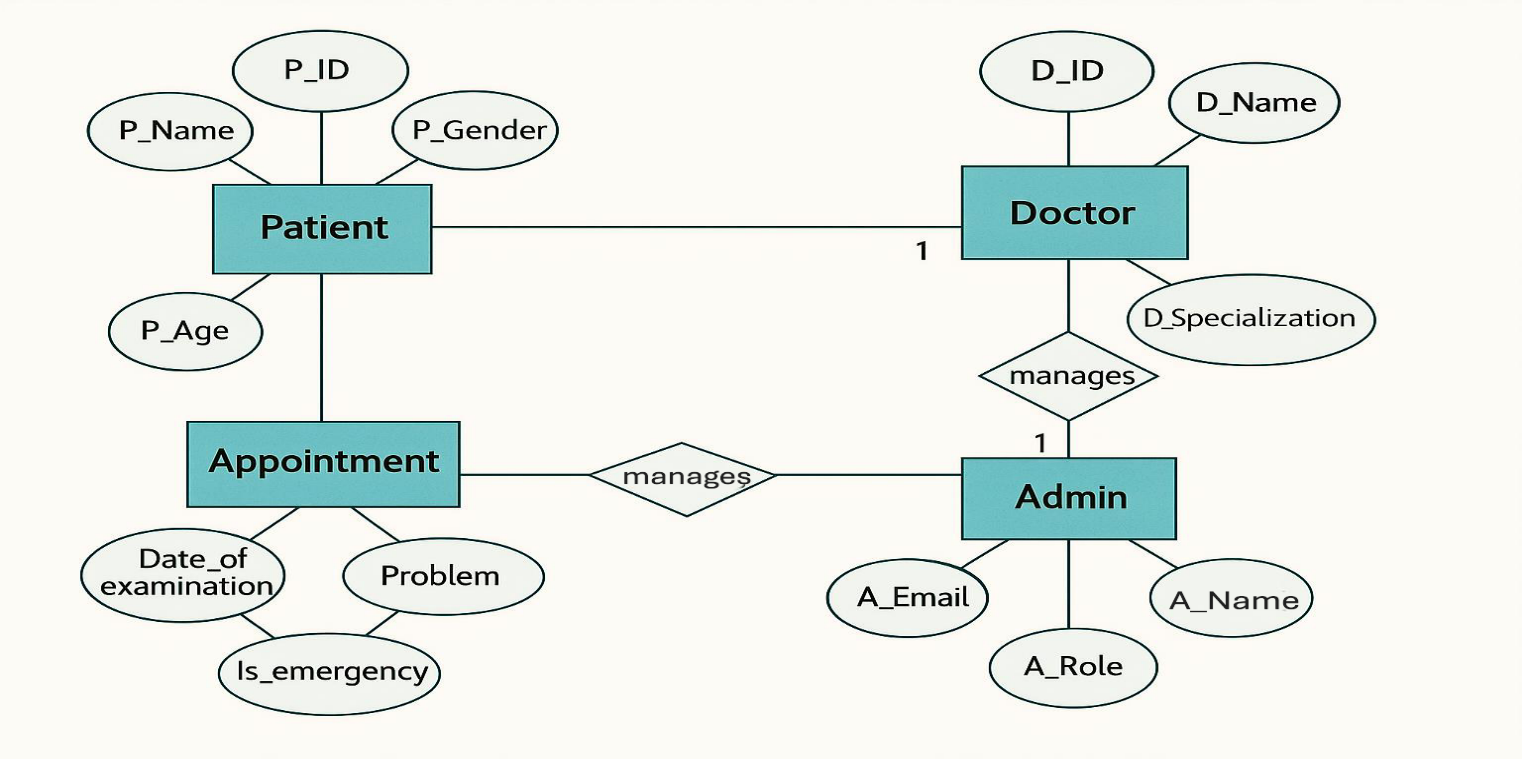 P_ID
D_ID
D_Name
P_Name
P_Gender
Patient
Doctor
1
P_Age
D_Specialization
manages
1
Appointment
manages
Admin
Date_of
examination
Problem
A_Email
A_Name
Is_emergency
A_Role